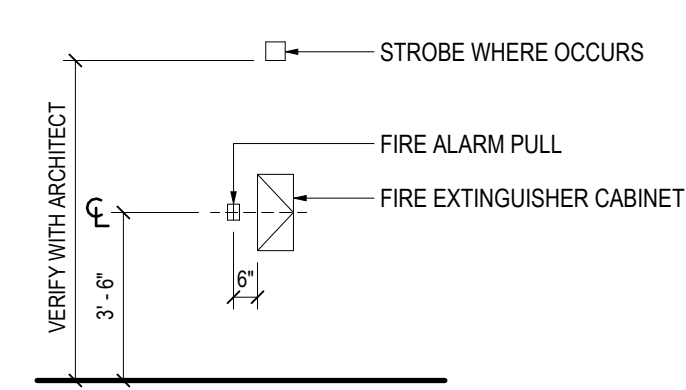 STROBE WHERE OCCURS
FIRE ALARM PULL
FIRE EXTINGUISHER CABINET
VERIFY WITH ARCHITECT
℄
3' - 6"
6"